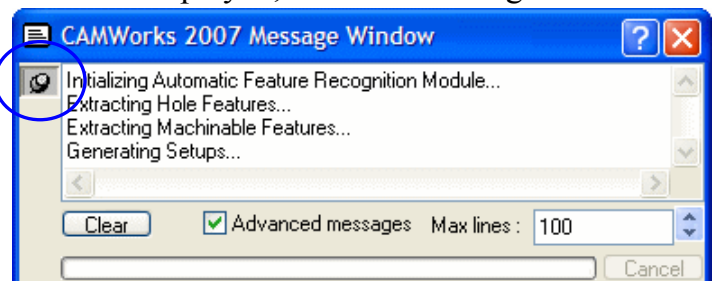 CAMWorks 2007 Message Window
Initializing Automatic Feature Recognition Module...
Extracting Hole Features...
Extracting Machinable Features...
Generating Setups...
Clear Advanced messages Max lines : 100
Cancel